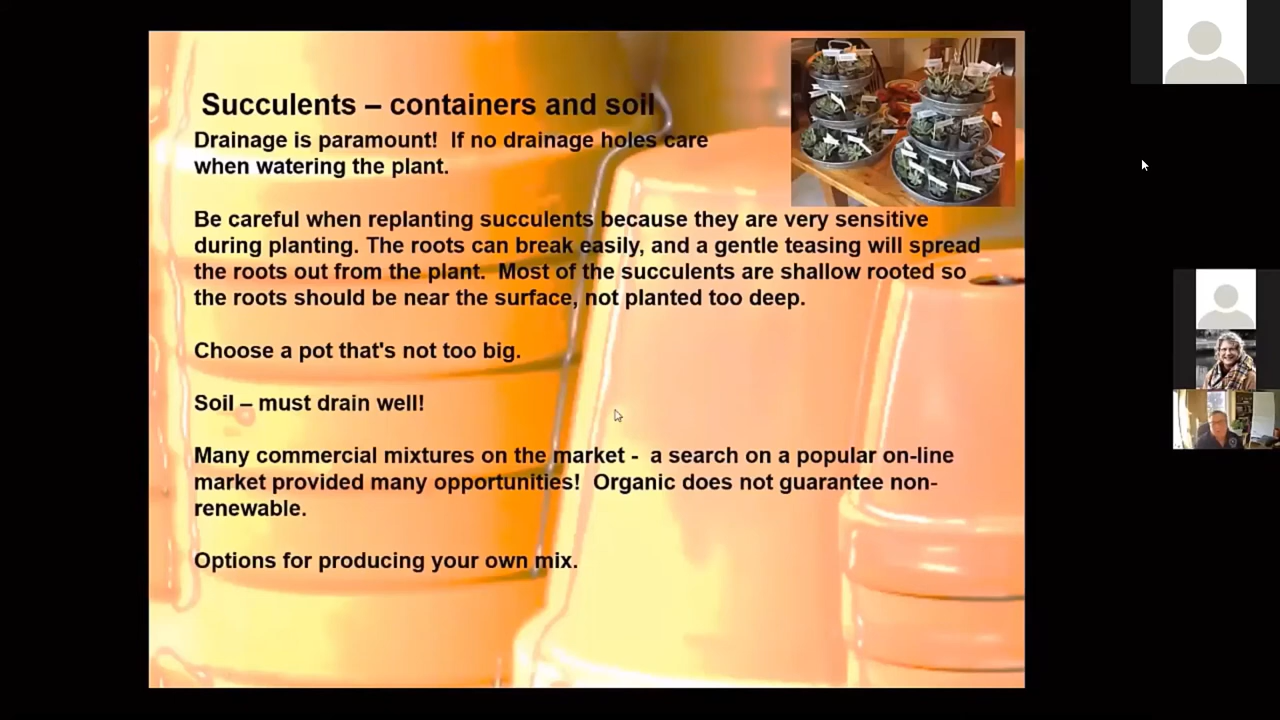 Succulents – containers and soil
Drainage is paramount!  If no drainage holes care
when watering the plant.
Be careful when replanting succulents because they are very sensitive
during planting. The roots can break easily, and a gentle teasing will spread
the roots out from the plant.  Most of the succulents are shallow rooted so
the roots should be near the surface, not planted too deep.
Choose a pot that's not too big.
Soil – must drain well!
Many commercial mixtures on the market -  a search on a popular on-line
market provided many opportunities!  Organic does not guarantee non-
renewable.
Options for producing your own mix.